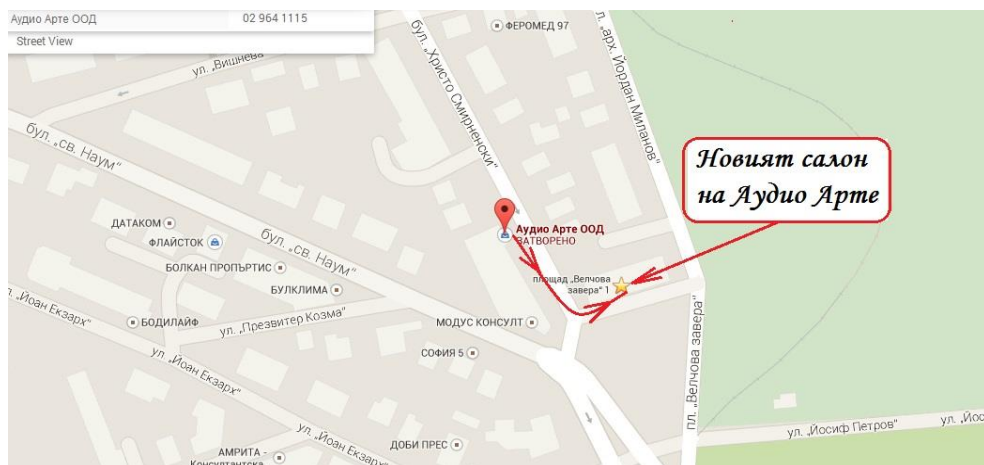 Аудио Арте ООД 02 964 1115
Street View
ФЕРОМЕД 97
ул. „Вишнева“
бул. „Христо Смирненски“
ул. „арх. Йордан Миланов“
бул. „св. Наум“
Новият салон
на Аудио Арте
Аудио Арте ООД
ЗАТВОРЕНО
ДАТАКОМ
ФЛАЙСТОК
бул. „св. Наум“
БОЛКАН ПРОПЪРТИС
площад „Велчова
завера“ 1
БУЛКЛИМА
ул. „Йоан Екзарх“
БОДИЛАЙФ
ул. „Презвитер Козма“
МОДУС КОНСУЛТ
пл. „Велчова завера“
СОФИЯ 5
ул. „Йоан Екзарх“
ул. „Йосиф Петров“
ул. „Йос
ул. „Йоан Екзарх“
ДОБИ ПРЕС
АМРИТА -
Консултантска